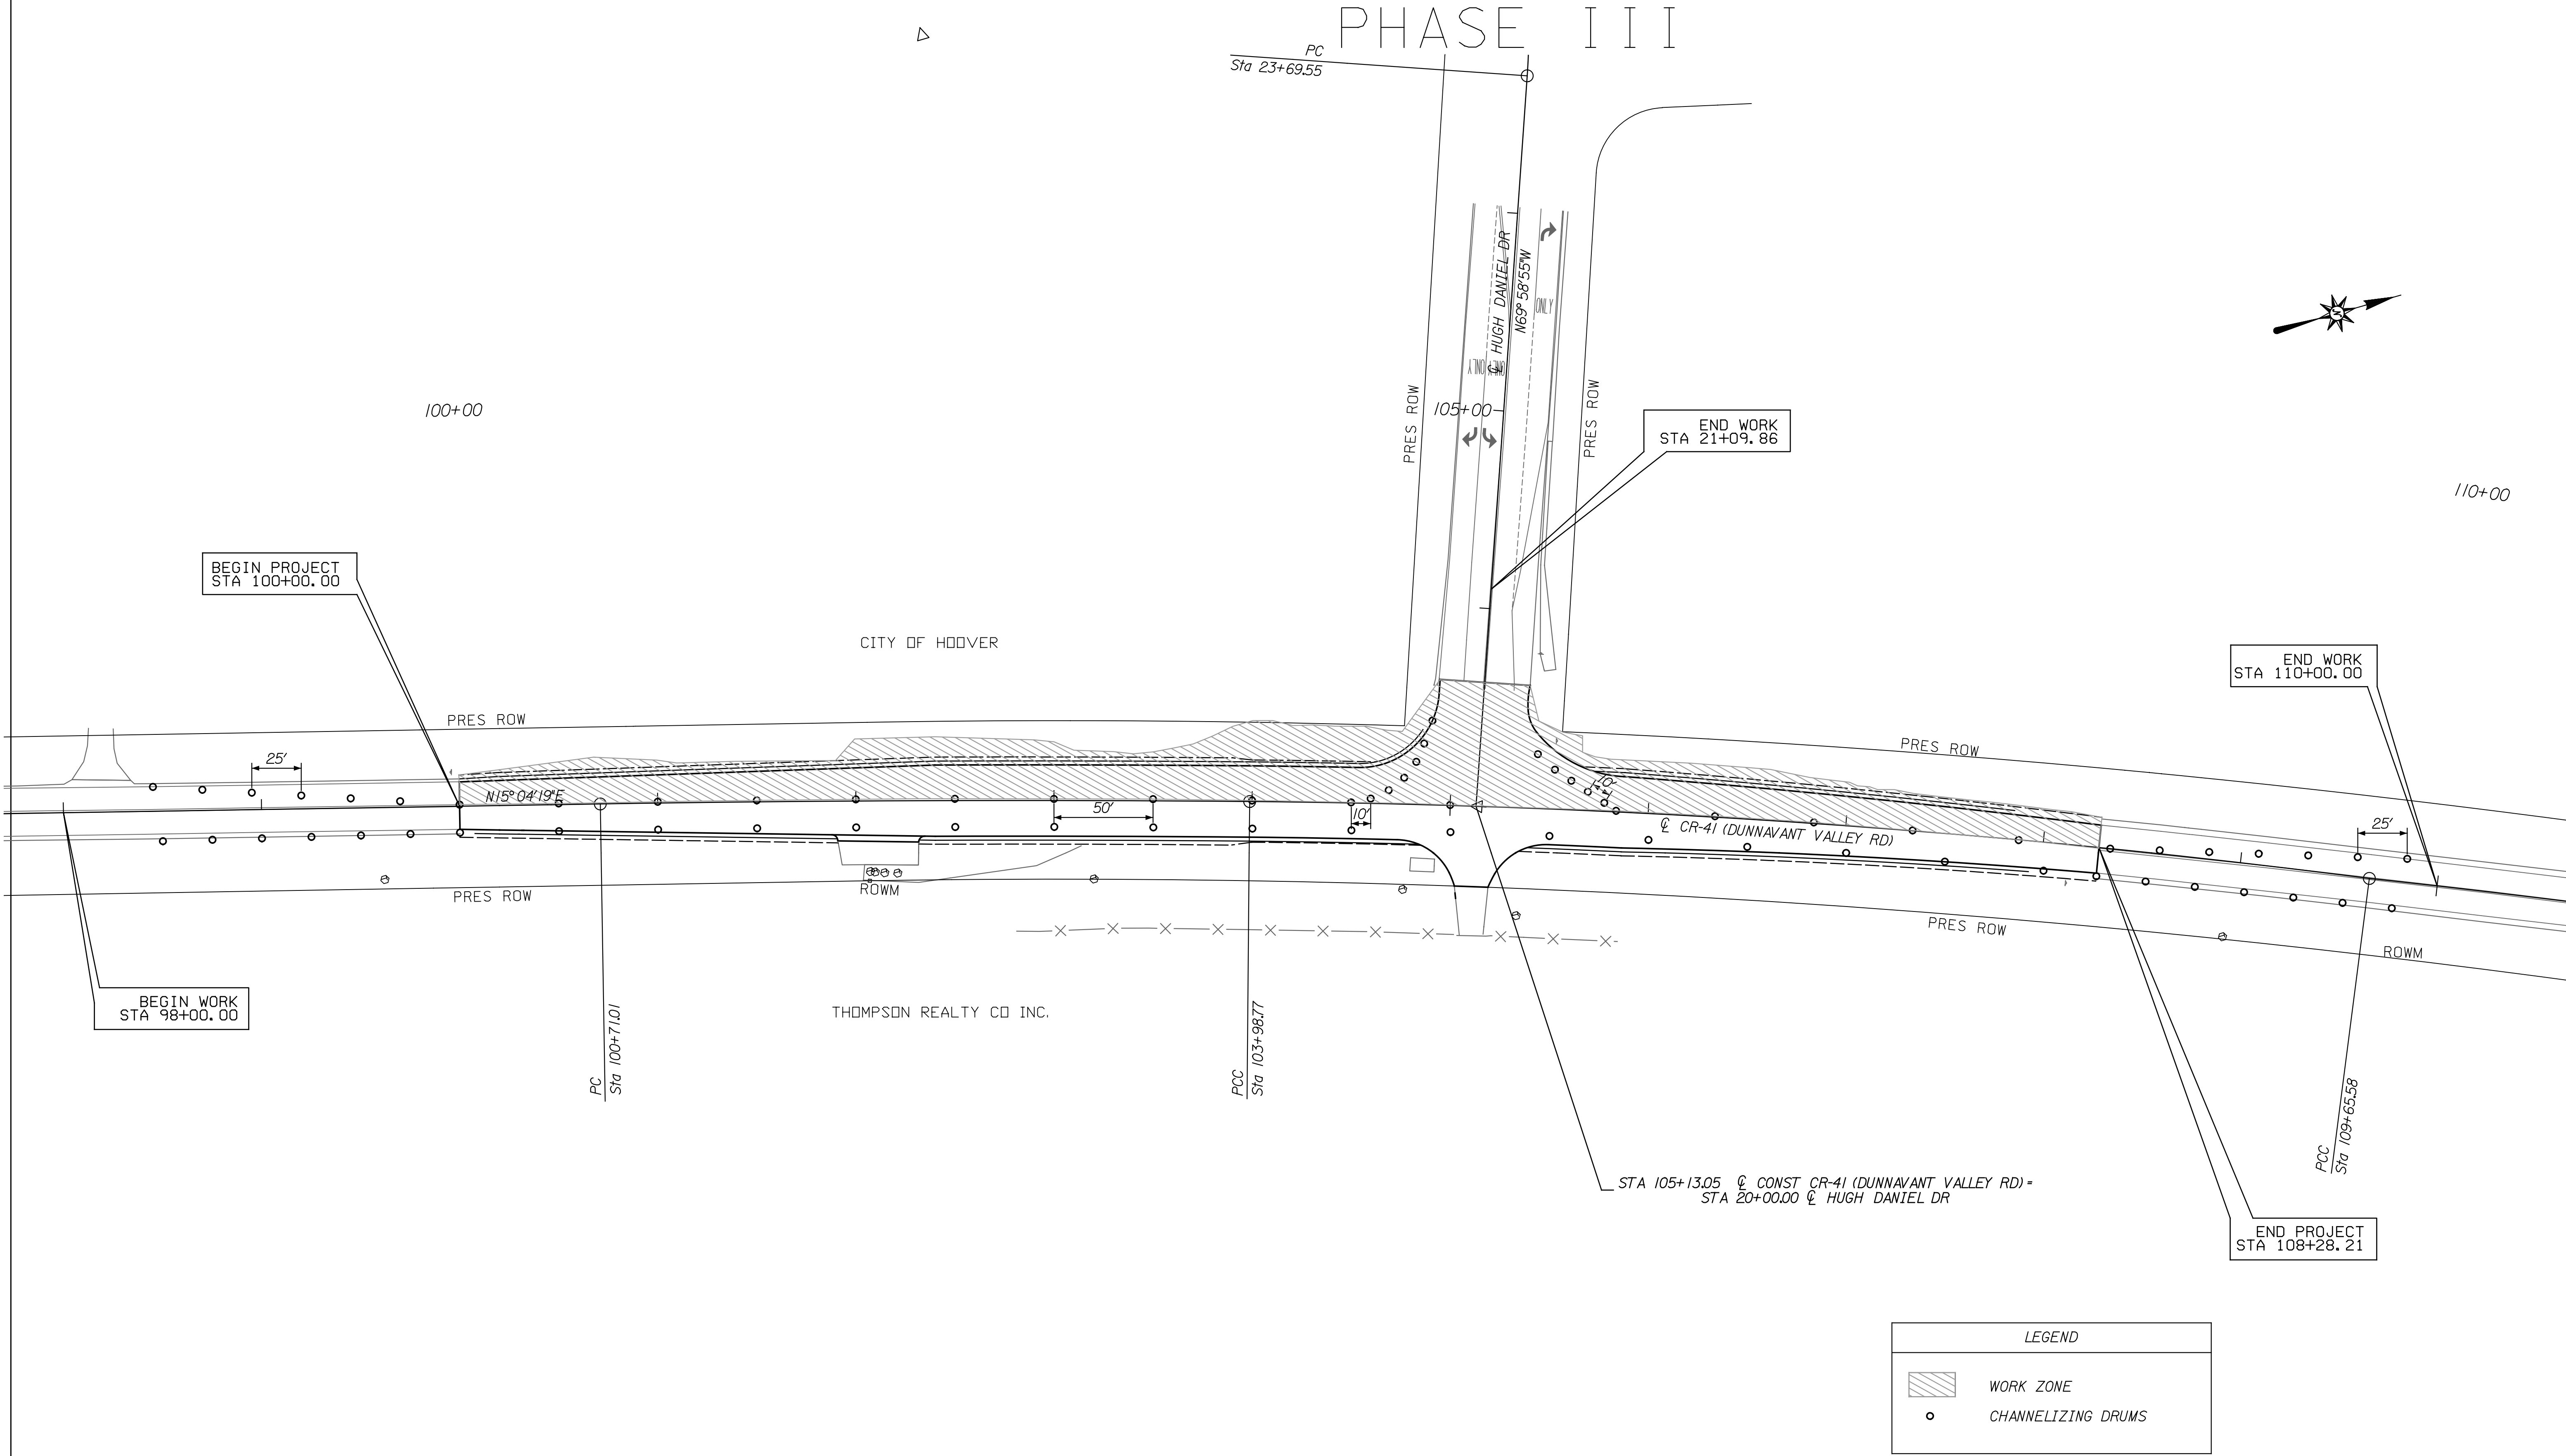 PHASE III
PC
Sta 23+69.55
℄ HUGH DANIEL DR
N69° 58' 55"W
ONLY
ONLY
ONLY
PRES ROW
PRES ROW
100+00
105+00
110+00
END WORK
STA 21+09.86
BEGIN PROJECT
STA 100+00.00
CITY OF HOOVER
END WORK
STA 110+00.00
PRES ROW
PRES ROW
25'
N15° 04' 19"E
10'
50'
10'
℄ CR-41 (DUNNAVANT VALLEY RD)
25'
PRES ROW
ROWM
PRES ROW
ROWM
BEGIN WORK
STA 98+00.00
THOMPSON REALTY CO INC.
PC
Sta 100+71.01
PCC
Sta 103+98.77
PCC
Sta 109+65.58
STA 105+13.05 ℄ CONST CR-41 (DUNNAVANT VALLEY RD) =
STA 20+00.00 ℄ HUGH DANIEL DR
END PROJECT
STA 108+28.21
LEGEND
WORK ZONE
CHANNELIZING DRUMS